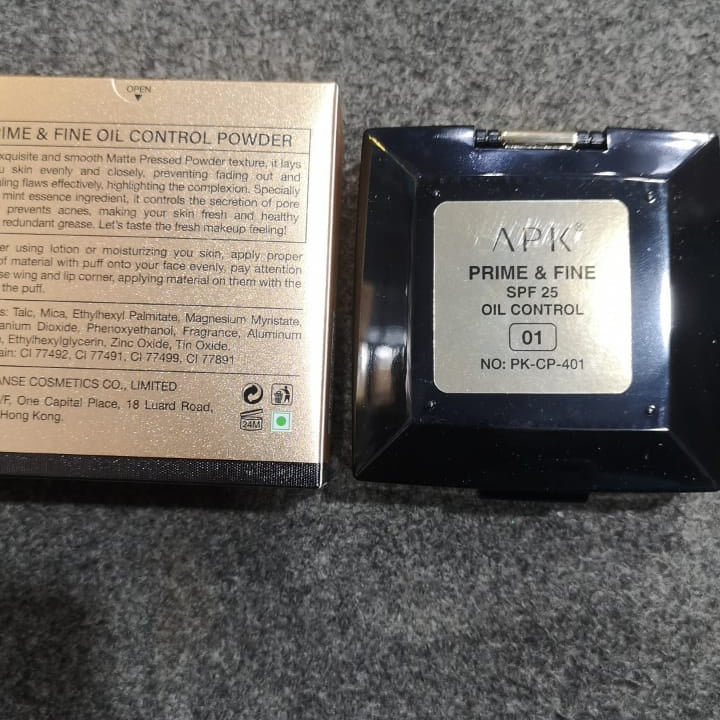 OPEN
IME & FINE OIL CONTROL POWDER
xquisite and smooth Matte Pressed Powder texture, it lays
u skin evenly and closely, preventing fading out and
ling flaws effectively, highlighting the complexion. Specially
mint essence ingredient, it controls the secretion of pore
prevents acnes, making your skin fresh and healthy
redundant grease. Let's taste the fresh makeup feeling!
er using lotion or moisturizing you skin, apply proper
of material with puff onto your face evenly, pay attention
se wing and lip corner, applying material on them with the
the puff.
s: Talc, Mica, Ethylhexyl Palmitate, Magnesium Myristate,
anium Dioxide, Phenoxyethanol, Fragrance, Aluminum
, Ethylhexylglycerin, Zinc Oxide, Tin Oxide.
ain: CI 77492, CI 77491, CI 77499, CI 77891
ANSE COSMETICS CO., LIMITED
/F, One Capital Place, 18 Luard Road,
Hong Kong.
24M
APK
PRIME & FINE
SPF 25
OIL CONTROL
01
NO: PK-CP-401